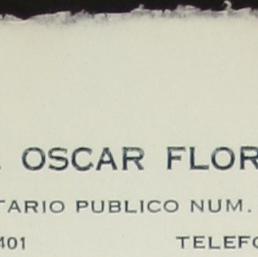 . OSCAR FLOR
TARIO PUBLICO NUM.
401 TELEFO